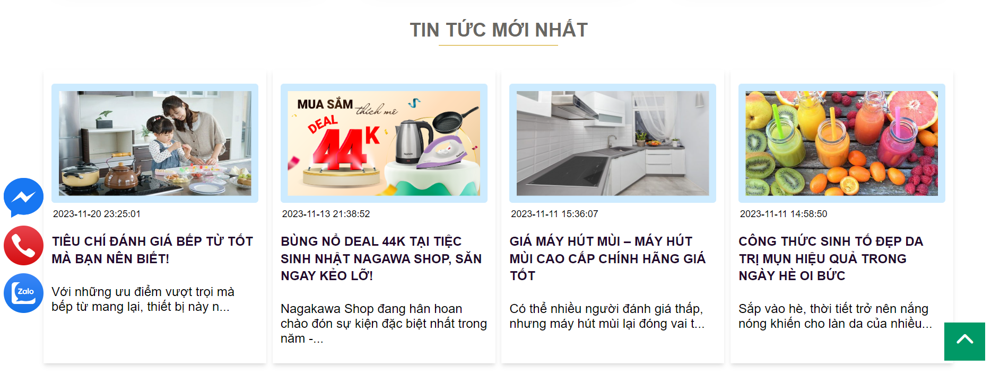 TIN TỨC MỚI NHẤT
MUA SẮM
thích mê
DEAL
44K
2023-11-20 23:25:01
TIÊU CHÍ ĐÁNH GIÁ BẾP TỪ TỐT
MÀ BẠN NÊN BIẾT!
Với những ưu điểm vượt trội mà
bếp từ mang lại, thiết bị này n...
2023-11-13 21:38:52
BÙNG NỔ DEAL 44K TẠI TIỆC
SINH NHẬT NAGAWA SHOP, SĂN
NGAY KẺO LỠ!
Nagakawa Shop đang hân hoan
chào đón sự kiện đặc biệt nhất trong
năm -...
2023-11-11 15:36:07
GIÁ MÁY HÚT MÙI – MÁY HÚT
MÙI CAO CẤP CHÍNH HÃNG GIÁ
TỐT
Có thể nhiều người đánh giá thấp,
nhưng máy hút mùi lại đóng vai t...
2023-11-11 14:58:50
CÔNG THỨC SINH TỐ ĐẸP DA
TRỊ MỤN HIỆU QUẢ TRONG
NGÀY HÈ OI BỨC
Sắp vào hè, thời tiết trở nên nắng
nóng khiến cho làn da của nhiều...
Zalo